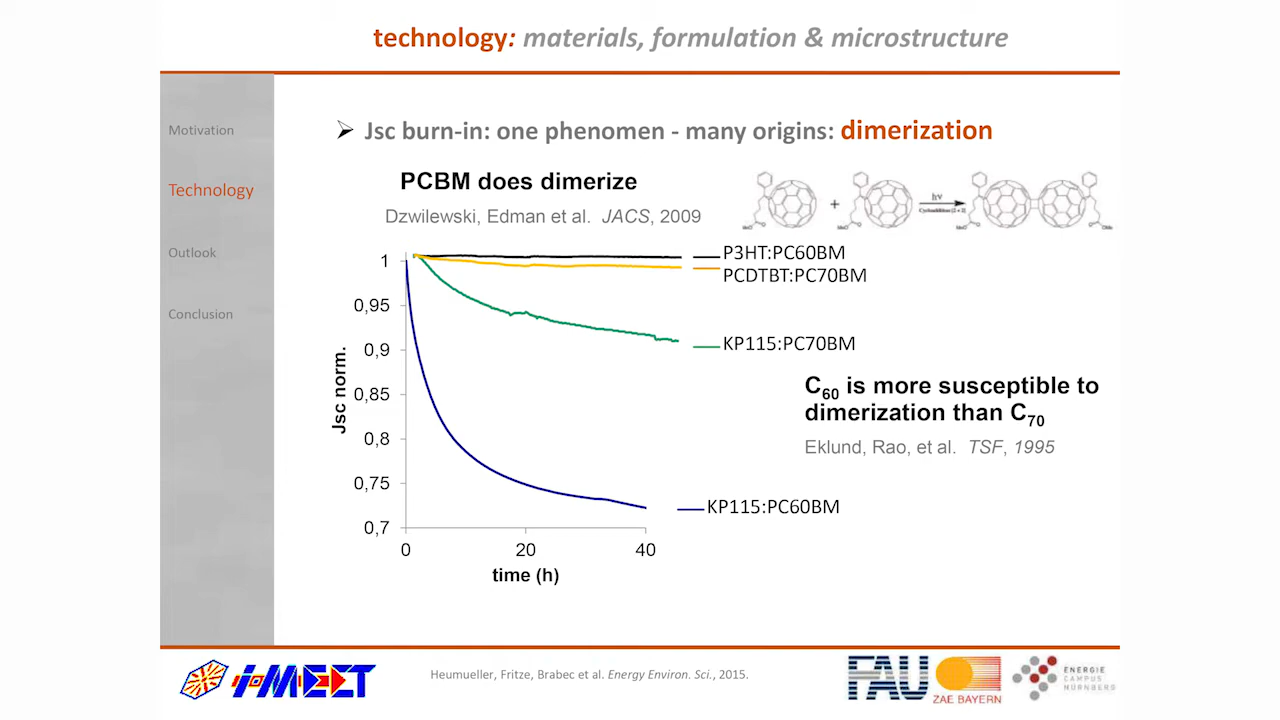 technology: materials, formulation & microstructure
Motivation
Technology
Outlook
Conclusion
Jsc burn-in: one phenomen - many origins: dimerization
PCBM does dimerize
Dzwilewski, Edman et al. JACS, 2009
+
hν
P3HT:PC60BM
PCDTBT:PC70BM
KP115:PC70BM
KP115:PC60BM
1
0,95
0,9
0,85
0,8
0,75
0,7
Jsc norm.
0
20
40
time (h)
C60 is more susceptible to
dimerization than C70
Eklund, Rao, et al. TSF, 1995
i-MEET
Heumueller, Fritze, Brabec et al. Energy Environ. Sci., 2015.
FAU
ZAE BAYERN
ENERGIE
CAMPUS
NÜRNBERG